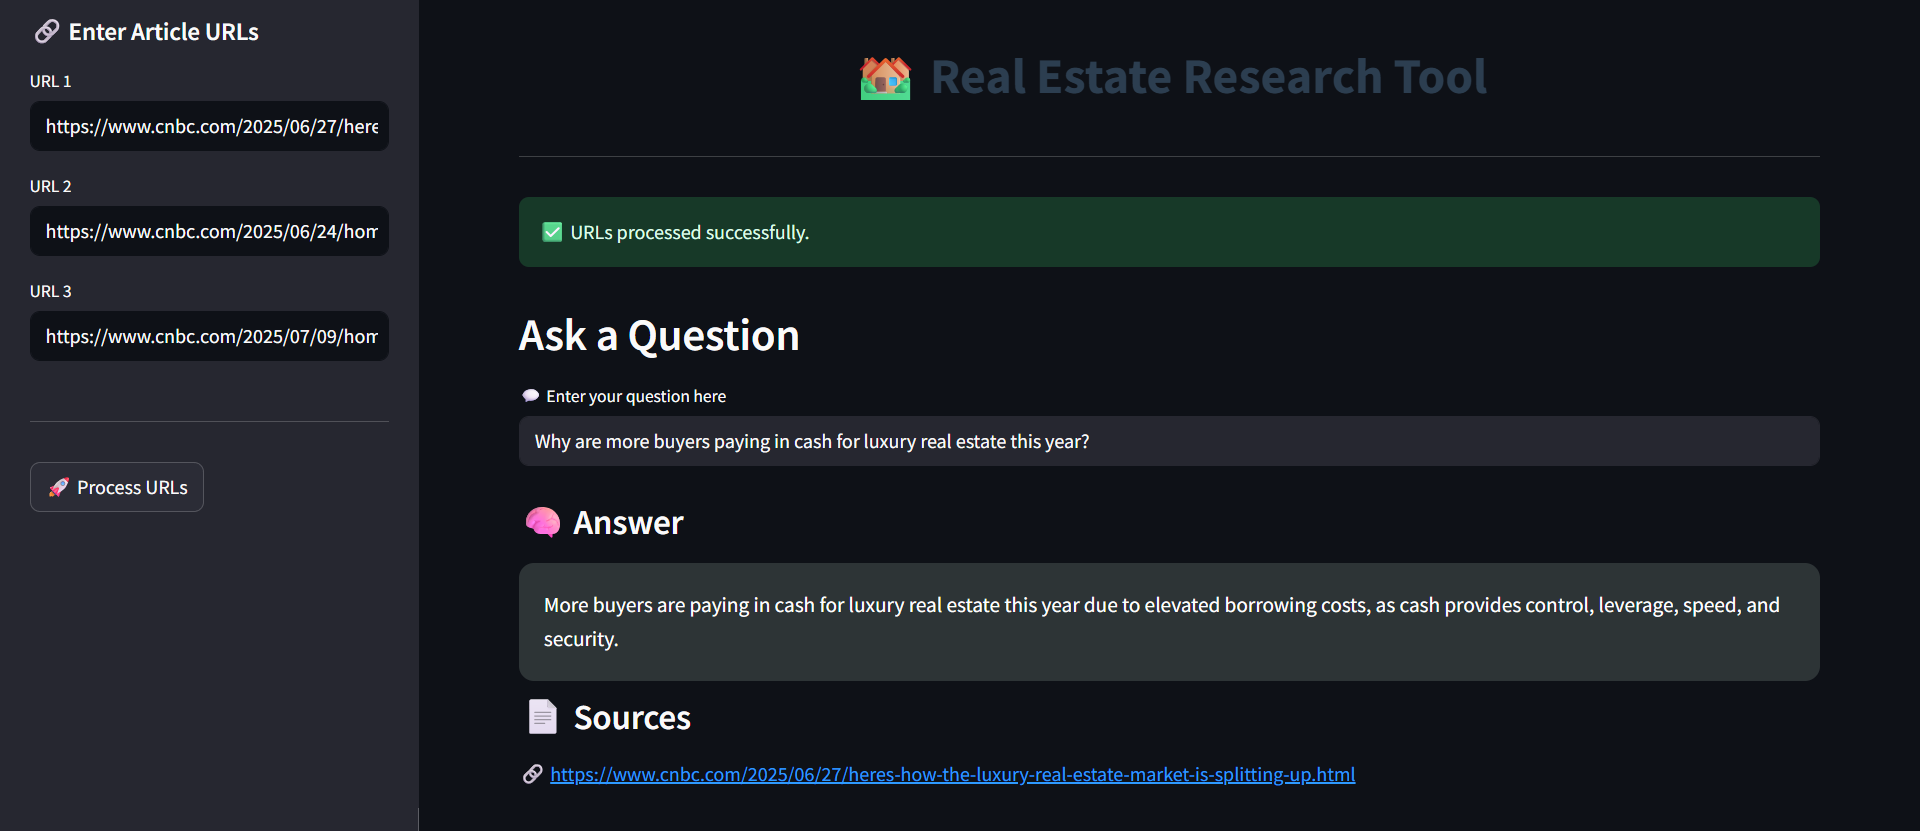 Enter Article URLs
URL 1
https://www.cnbc.com/2025/06/27/here
URL 2
https://www.cnbc.com/2025/06/24/hom
URL 3
https://www.cnbc.com/2025/07/09/hom
Process URLs
Real Estate Research Tool
URLs processed successfully.
Ask a Question
Enter your question here
Why are more buyers paying in cash for luxury real estate this year?
Answer
More buyers are paying in cash for luxury real estate this year due to elevated borrowing costs, as cash provides control, leverage, speed, and
security.
Sources
https://www.cnbc.com/2025/06/27/heres-how-the-luxury-real-estate-market-is-splitting-up.html